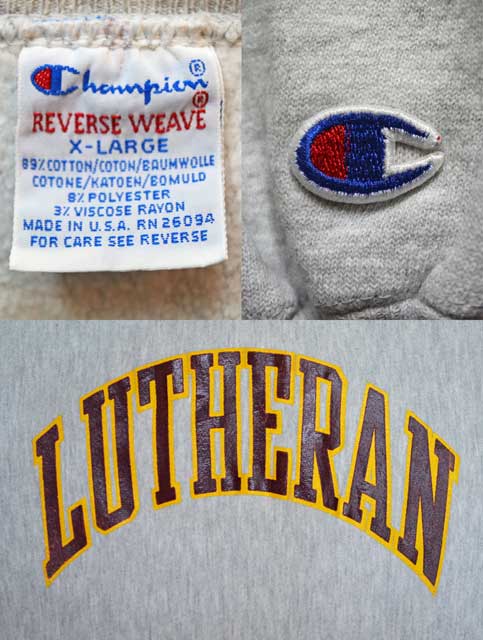 Champion®
REVERSE WEAVE®
X-LARGE
89% COTTON/COTON/BAUMWOLLE
COTONE/KATOEN/BOMULD
8% POLYESTER
3% VISCOSE RAYON
MADE IN U.S.A. RN 26094
FOR CARE SEE REVERSE
LUTHERAN